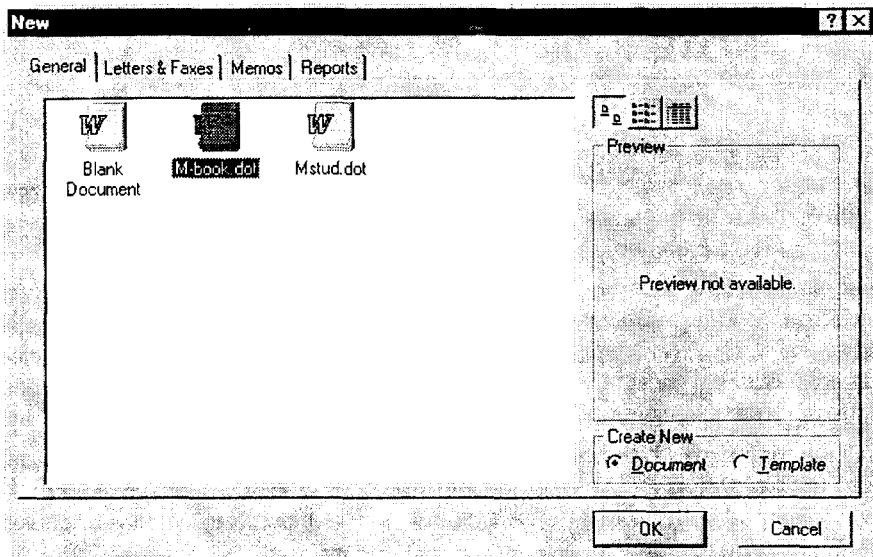 New
General Letters & Faxes Memos Reports
Blank Document
M-book.dot
Mstud.dot
Preview
Preview not available.
Create New
Document Template
OK Cancel